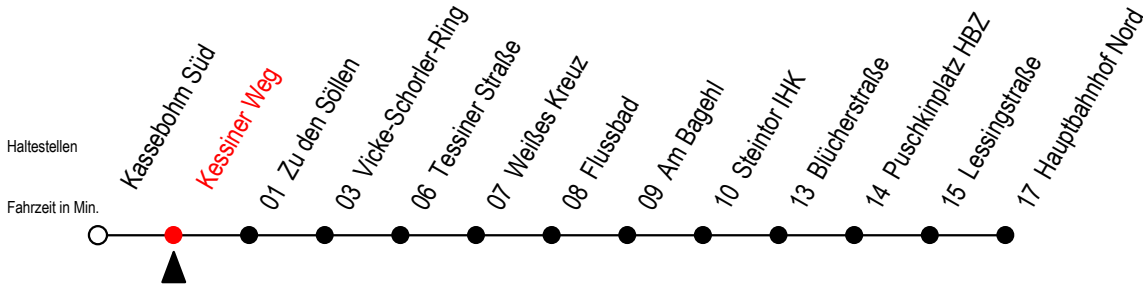 Haltestellen
Fahrzeit in Min.
Kassebohm Süd
Kessiner Weg
01 Zu den Söllen
03 Vicke-Schorler-Ring
06 Tessiner Straße
07 Weißes Kreuz
08 Flussbad
09 Am Bagehl
10 Steintor IHK
13 Blücherstraße
14 Puschkinplatz HBZ
15 Lessingstraße
17 Hauptbahnhof Nord